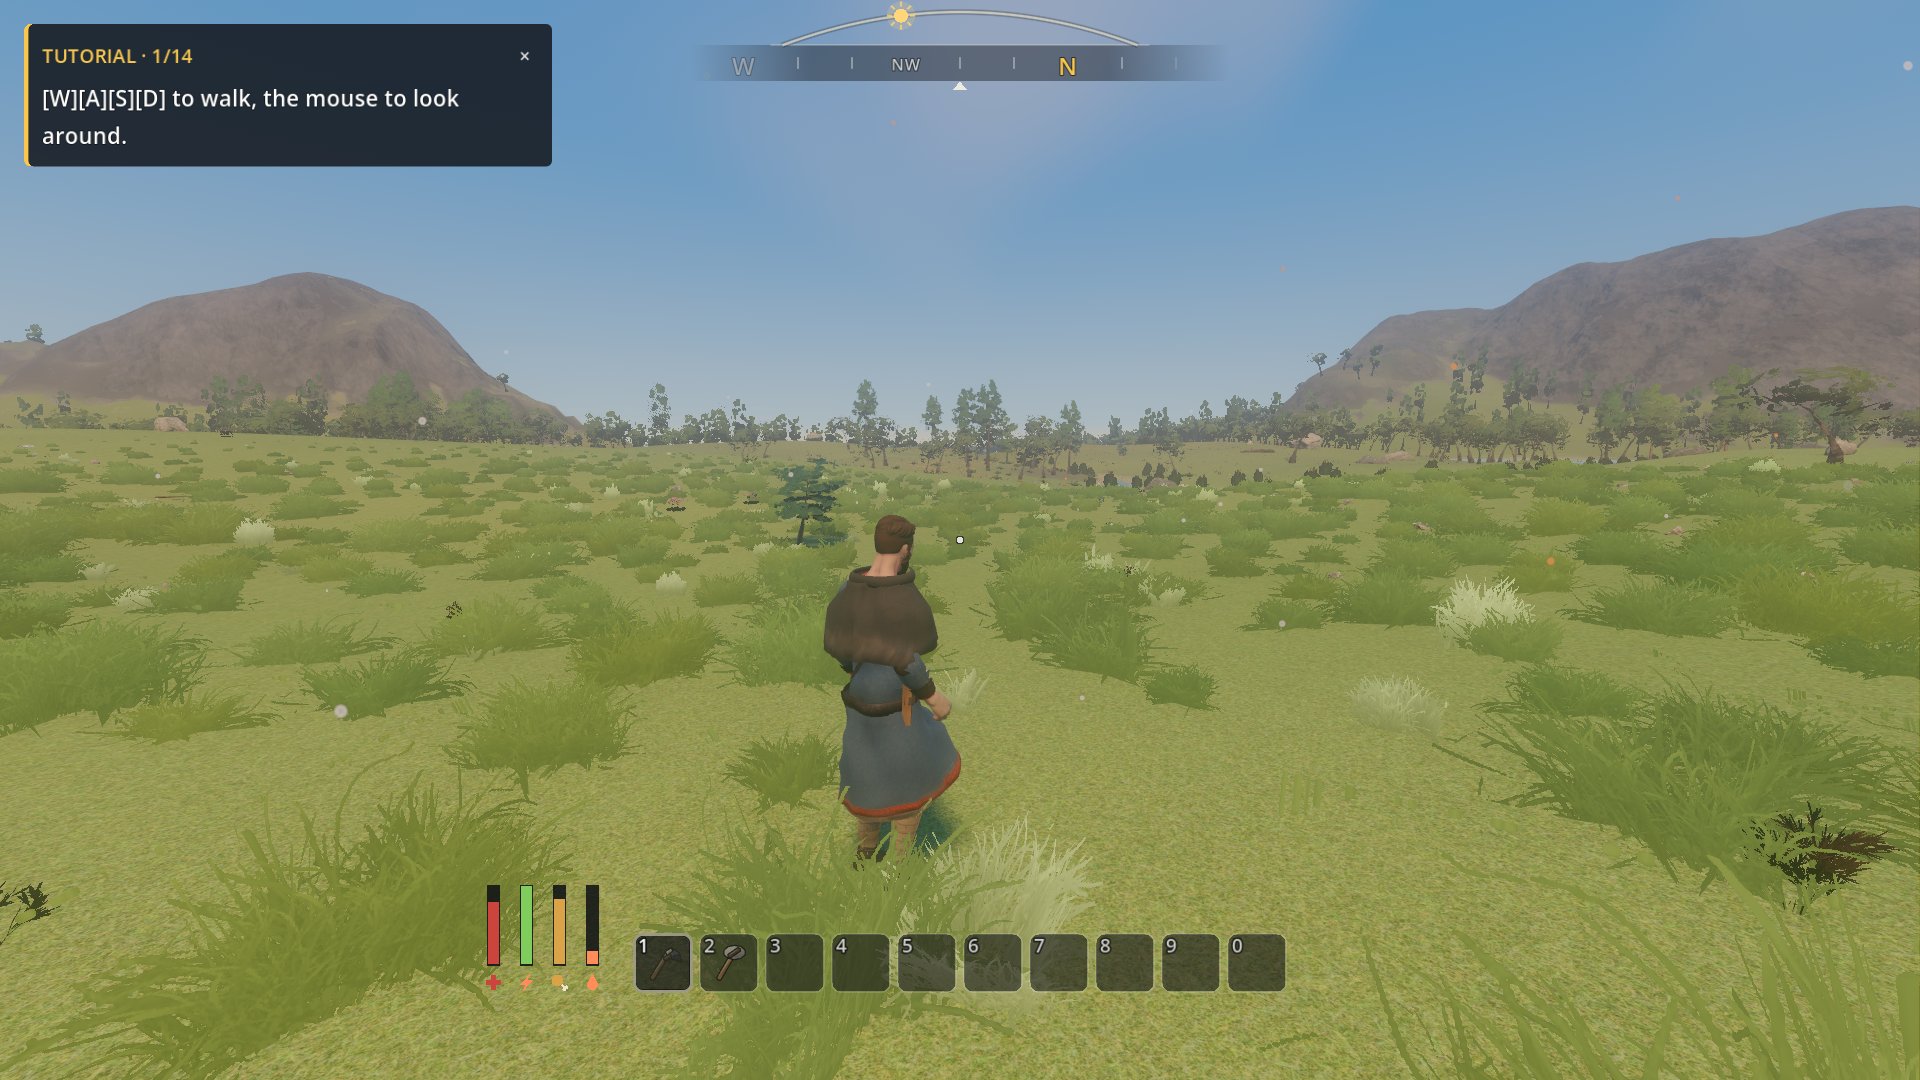 TUTORIAL · 1/14 ×
[W][A][S][D] to walk, the mouse to look
around.
W NW N
1 2 3 4 5 6 7 8 9 0